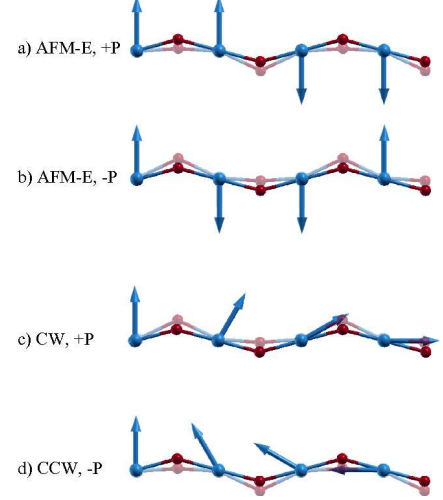 a) AFM-E, +P
b) AFM-E, -P
c) CW, +P
d) CCW, -P